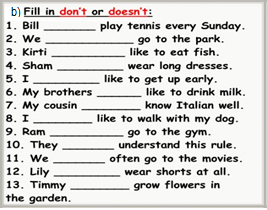 b) Fill in don't or doesn't:
1. Bill ________ play tennis every Sunday.
2. We _____________ go to the park.
3. Kirti ___________ like to eat fish.
4. Sham __________ wear long dresses.
5. I __________ like to get up early.
6. My brothers _______ like to drink milk.
7. My cousin _________ know Italian well.
8. I _________ like to walk with my dog.
9. Ram ___________ go to the gym.
10. They ________ understand this rule.
11. We ________ often go to the movies.
12. Lily __________ wear shorts at all.
13. Timmy _________ grow flowers in
the garden.